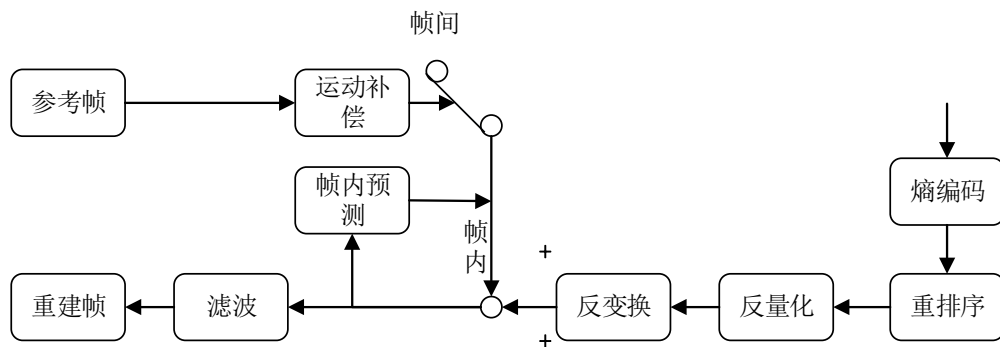 帧间
参考帧
运动补
偿
熵编码
帧内预
测
帧
内
+
重建帧
滤波
反变换
反量化
重排序
+